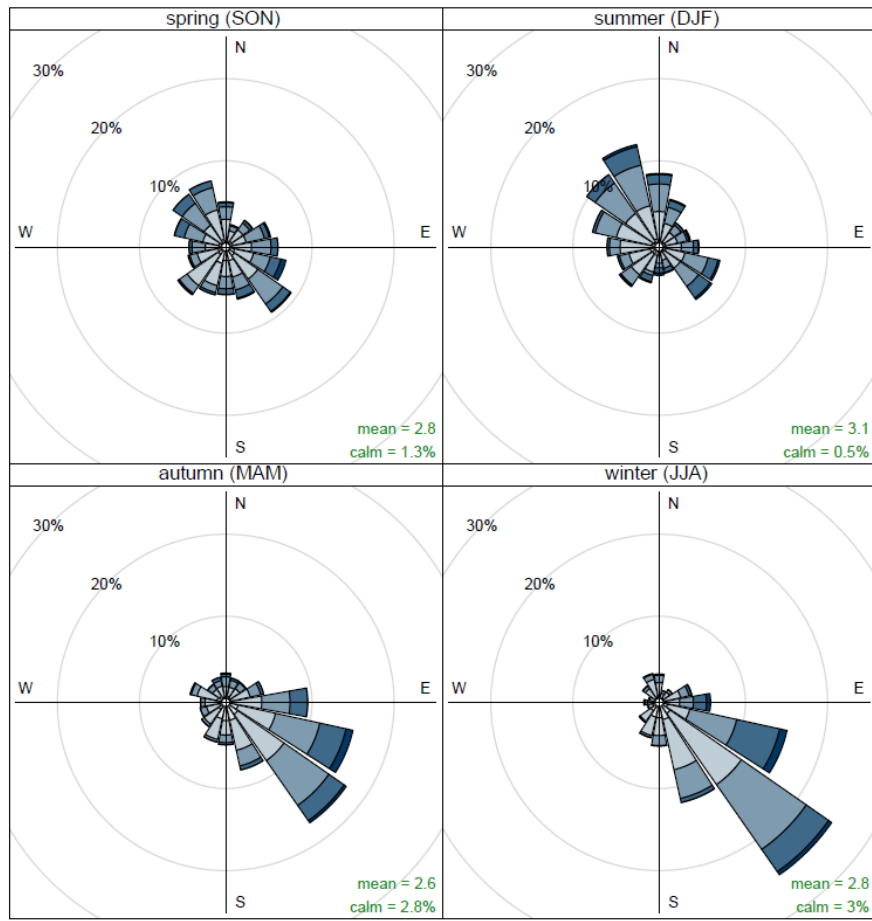 spring (SON)
N
30%
20%
10%
W
E
mean = 2.8
S
calm = 1.3%
summer (DJF)
N
30%
20%
10%
W
E
mean = 3.1
S
calm = 0.5%
autumn (MAM)
N
30%
20%
10%
W
E
mean = 2.6
S
calm = 2.8%
winter (JJA)
N
30%
20%
10%
W
E
mean = 2.8
S
calm = 3%